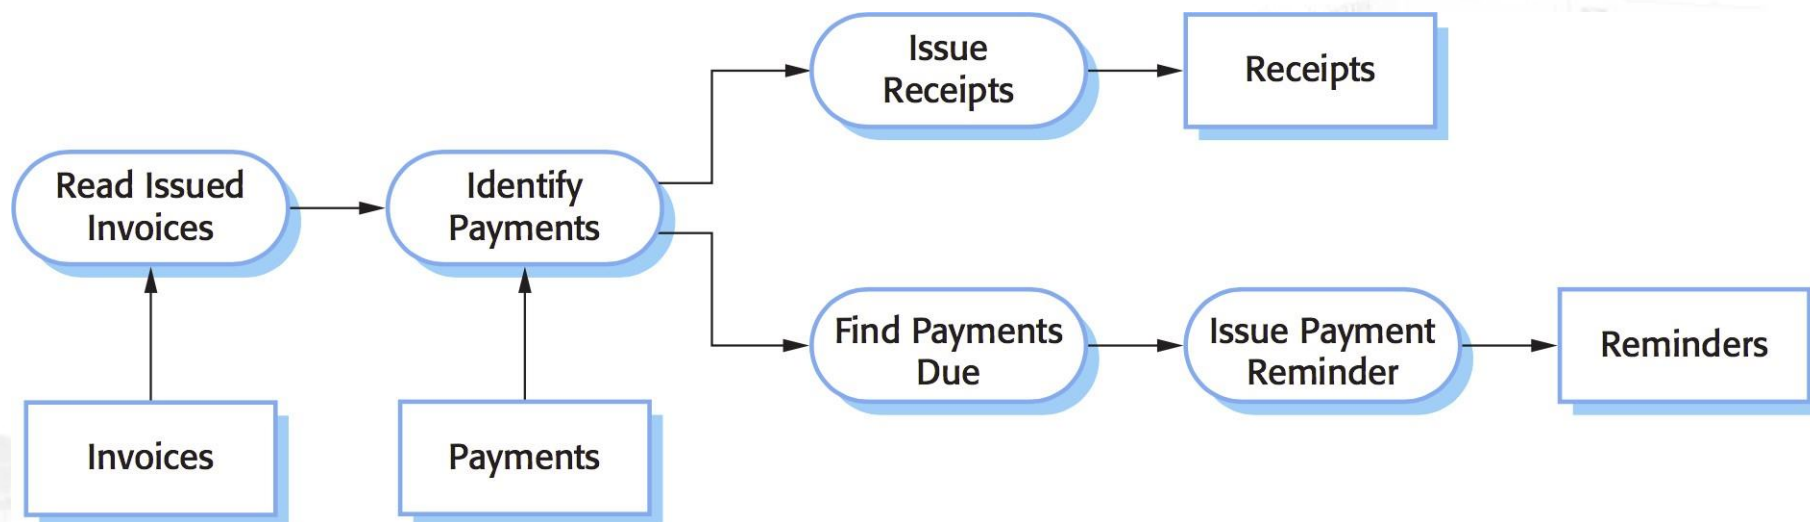 Issue
Receipts
Receipts
Read Issued
Invoices
Identify
Payments
Find Payments
Due
Issue Payment
Reminder
Reminders
Invoices
Payments